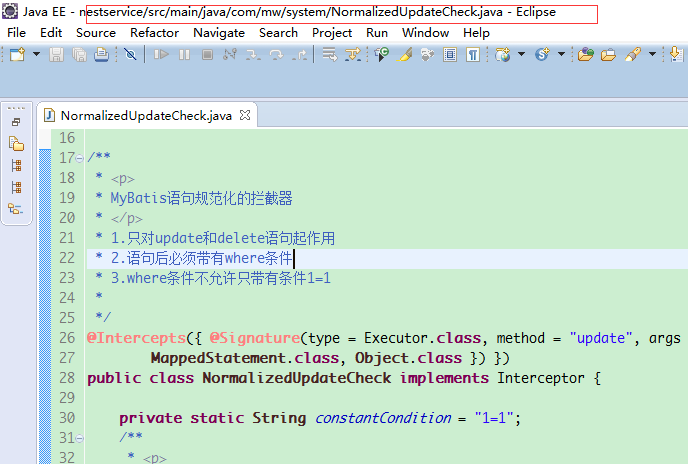 Java EE - nestservice/src/main/java/com/mw/system/NormalizedUpdateCheck.java - Eclipse
File Edit Source Refactor Navigate Search Project Run Window Help
NormalizedUpdateCheck.java
16
17 /**
18 * <p>
19 * MyBatis语句规范化的拦截器
20 * </p>
21 * 1.只对update和delete语句起作用
22 * 2.语句后必须带有where条件
23 * 3.where条件不允许只带有条件1=1
24 *
25 */
26 @Intercepts({ @Signature(type = Executor.class, method = "update", args
27 MappedStatement.class, Object.class }) })
28 public class NormalizedUpdateCheck implements Interceptor {
29
30 private static String constantCondition = "1=1";
31 /**
32 * <p>